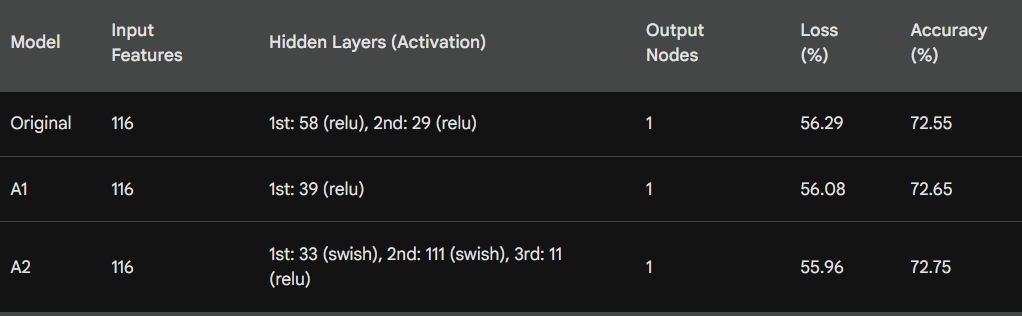 Model Input Features Hidden Layers (Activation) Output Nodes Loss (%) Accuracy (%)
Original 116 1st: 58 (relu), 2nd: 29 (relu) 1 56.29 72.55
A1 116 1st: 39 (relu) 1 56.08 72.65
A2 116 1st: 33 (swish), 2nd: 111 (swish), 3rd: 11 (relu) 1 55.96 72.75